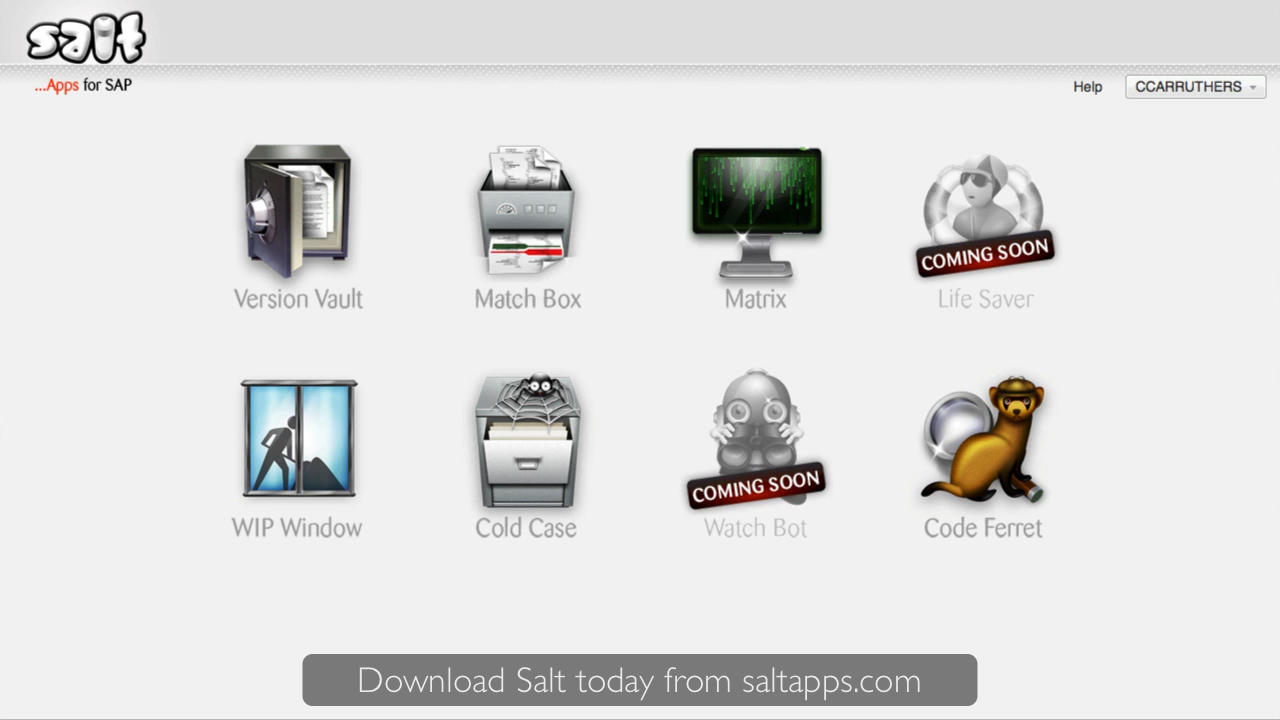 salt
...Apps for SAP
Help
CCARRUTHERS
Version Vault
Match Box
Matrix
COMING SOON
Life Saver
WIP Window
Cold Case
COMING SOON
Watch Bot
Code Ferret
Download Salt today from saltapps.com